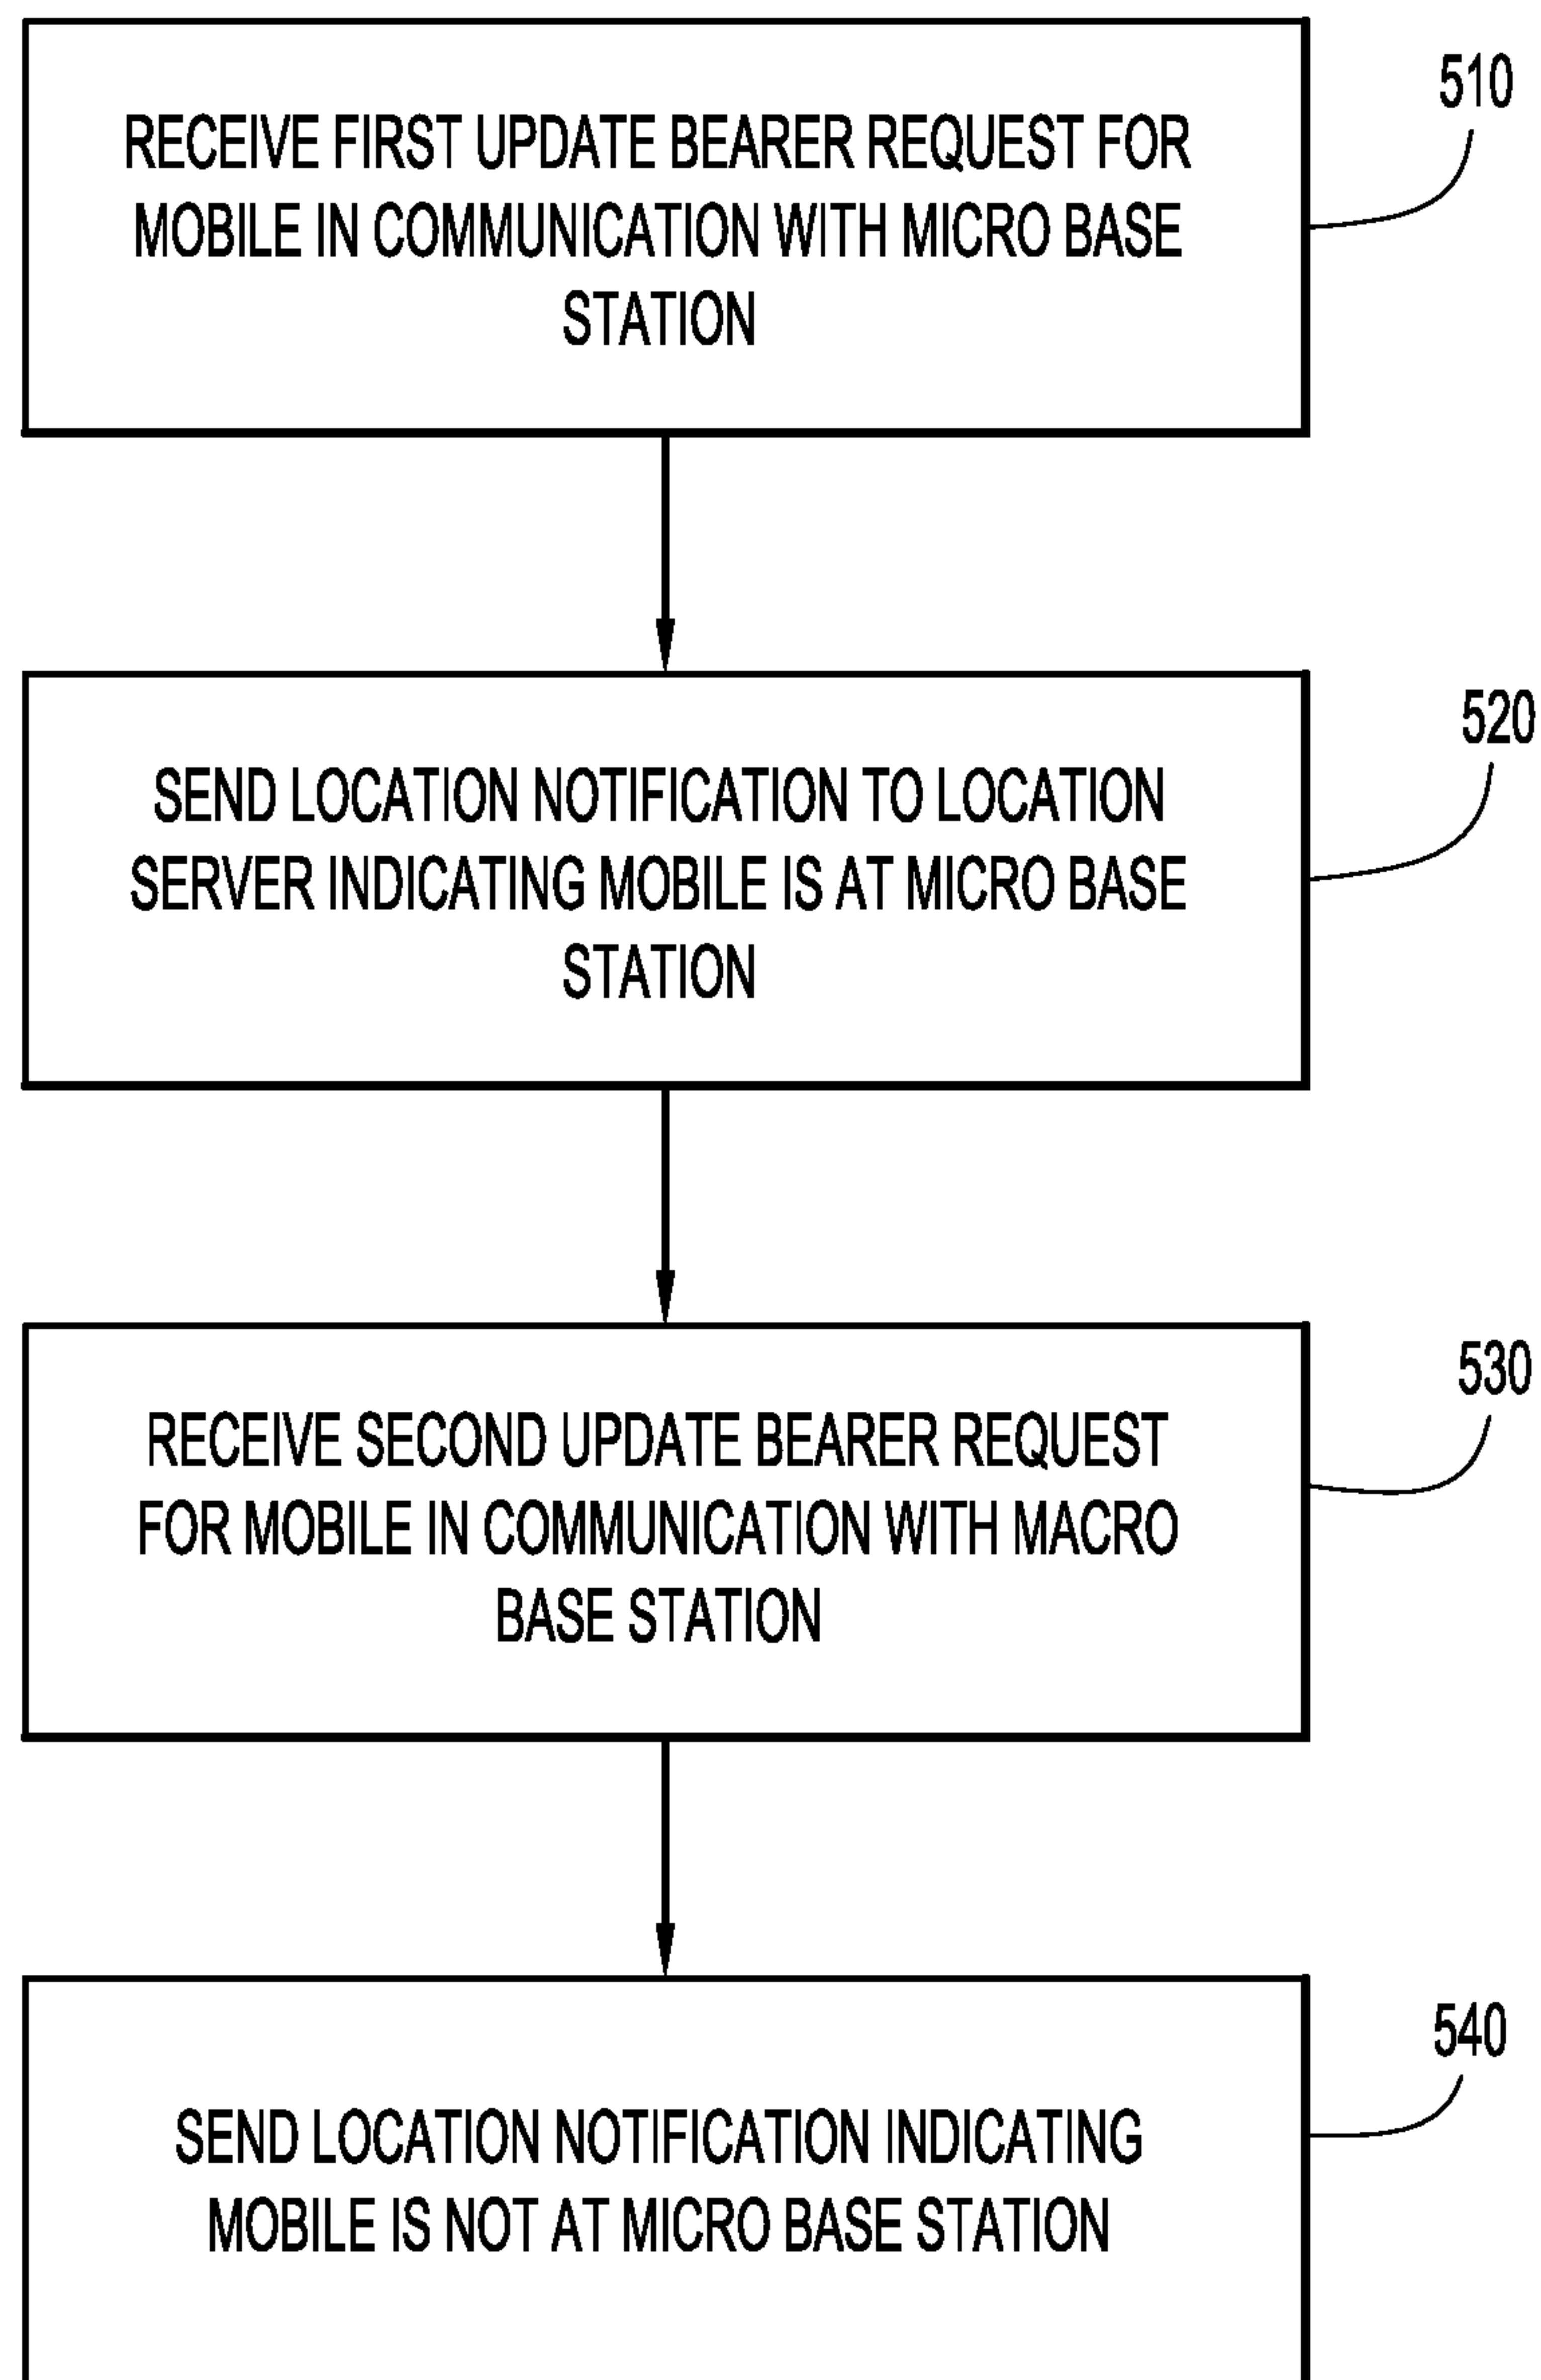 510
RECEIVE FIRST UPDATE BEARER REQUEST FOR
MOBILE IN COMMUNICATION WITH MICRO BASE
STATION
520
SEND LOCATION NOTIFICATION TO LOCATION
SERVER INDICATING MOBILE IS AT MICRO BASE
STATION
530
RECEIVE SECOND UPDATE BEARER REQUEST
FOR MOBILE IN COMMUNICATION WITH MACRO
BASE STATION
540
SEND LOCATION NOTIFICATION INDICATING
MOBILE IS NOT AT MICRO BASE STATION